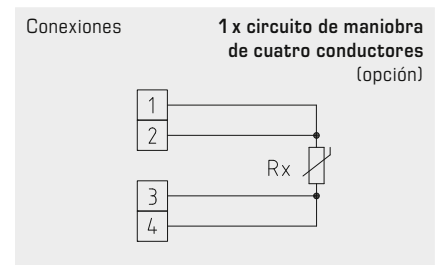 Conexiones
1 x circuito de maniobra
de cuatro conductores
(opción)
1
2
Rx
3
4